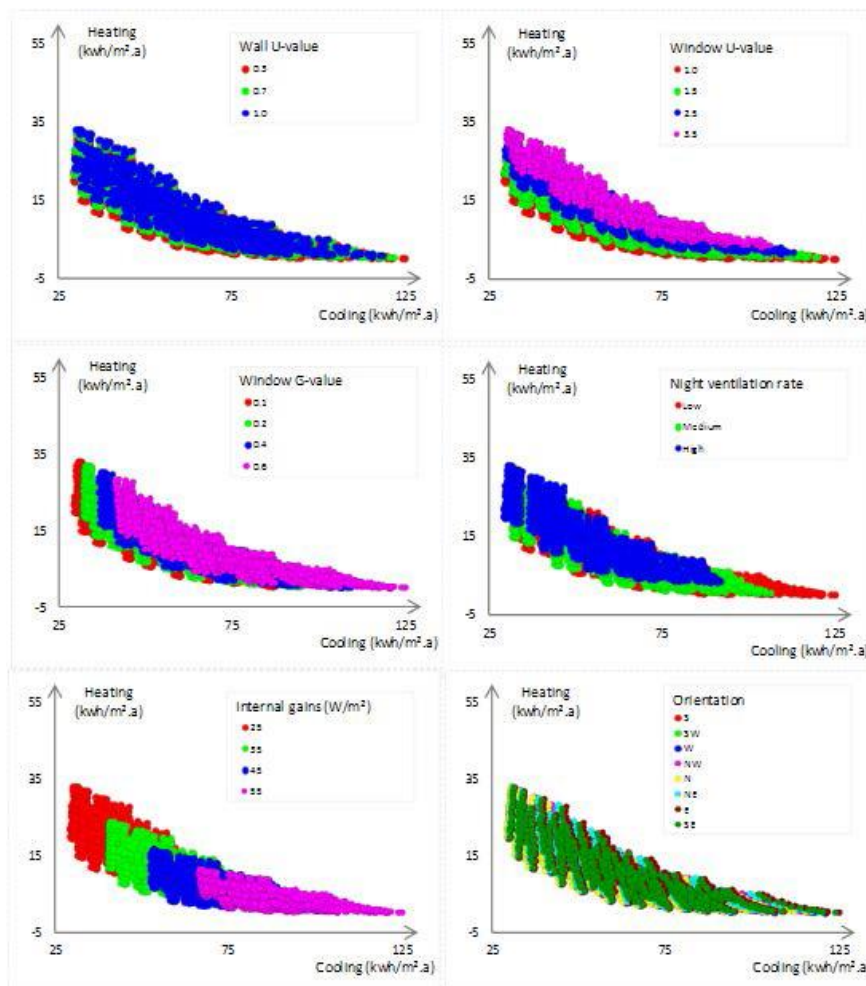 Heating
(kwh/m².a)
55
35
15
-5
25
75
125
Cooling (kwh/m².a)
Wall U-value
0.7
1.0
Heating
(kwh/m².a)
55
35
15
-5
25
75
125
Cooling (kwh/m².a)
Window U-value
1.0
1.5
2.5
3.5
Heating
(kwh/m².a)
55
35
15
-5
25
75
125
Cooling (kwh/m².a)
Window G-value
0.1
0.2
0.4
0.6
Heating
(kwh/m².a)
55
35
15
-5
25
75
125
Cooling (kwh/m².a)
Night ventilation rate
Low
Medium
High
Heating
(kwh/m².a)
55
35
15
-5
25
75
125
Cooling (kwh/m².a)
Internal gains (W/m²)
25
35
45
55
Heating
(kwh/m².a)
55
35
15
-5
25
75
125
Cooling (kwh/m².a)
Orientation
S
SW
W
NW
N
NE
E
SE